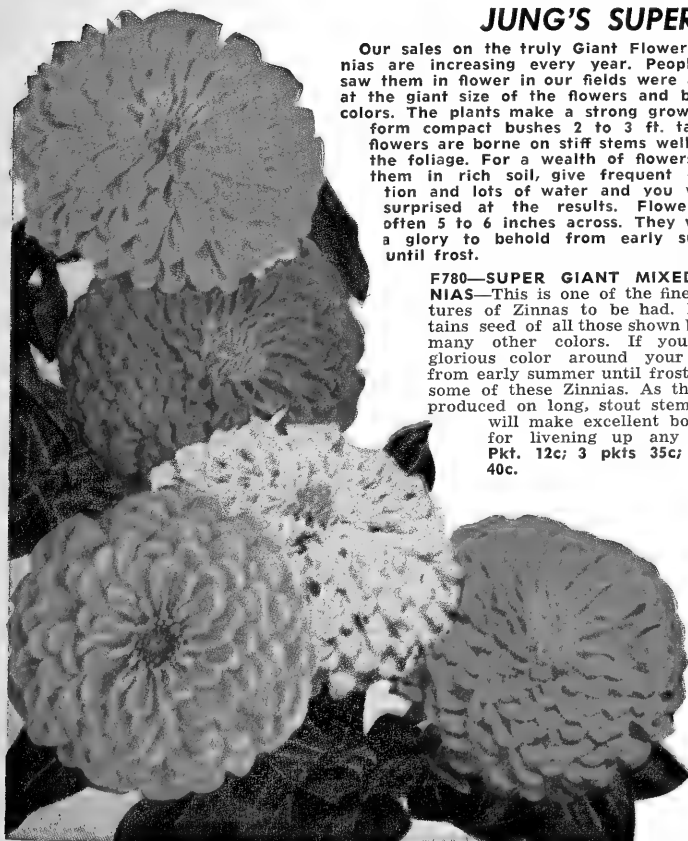 JUNG'S SUPER
Our sales on the truly Giant Flower
nias are increasing every year. Peopl
saw them in flower in our fields were
at the giant size of the flowers and b
colors. The plants make a strong grow
form compact bushes 2 to 3 ft. ta
flowers are borne on stiff stems well
the foliage. For a wealth of flowers
them in rich soil, give frequent
tion and lots of water and you
surprised at the results. Flowe
often 5 to 6 inches across. They
a glory to behold from early su
until frost.
F780—SUPER GIANT MIXED
NIAS—This is one of the fine
tures of Zinnas to be had.
tains seed of all those shown
many other colors. If you
glorious color around your
from early summer until frost
some of these Zinnias. As th
produced on long, stout stem
will make excellent bo
for livening up any
Pkt. 12c; 3 pkts 35c;
40c.